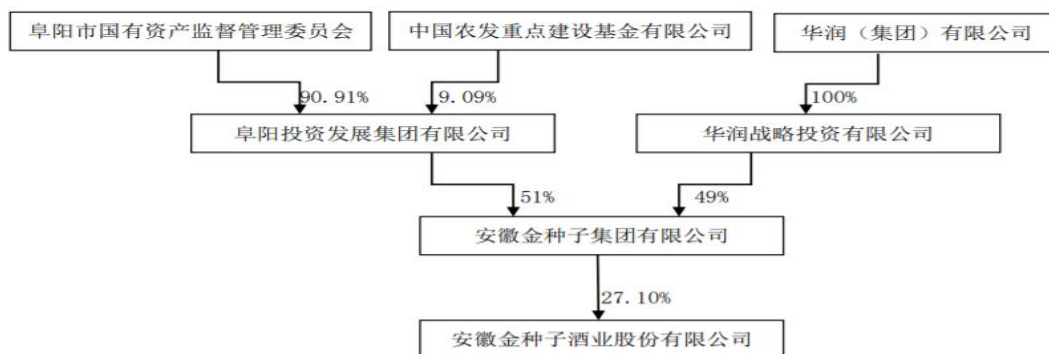 阜阳市国有资产监督管理委员会
中国农发重点建设基金有限公司
华润（集团）有限公司
90.91%
9.09%
100%
阜阳投资发展集团有限公司
华润战略投资有限公司
51%
49%
安徽金种子集团有限公司
27.10%
安徽金种子酒业股份有限公司